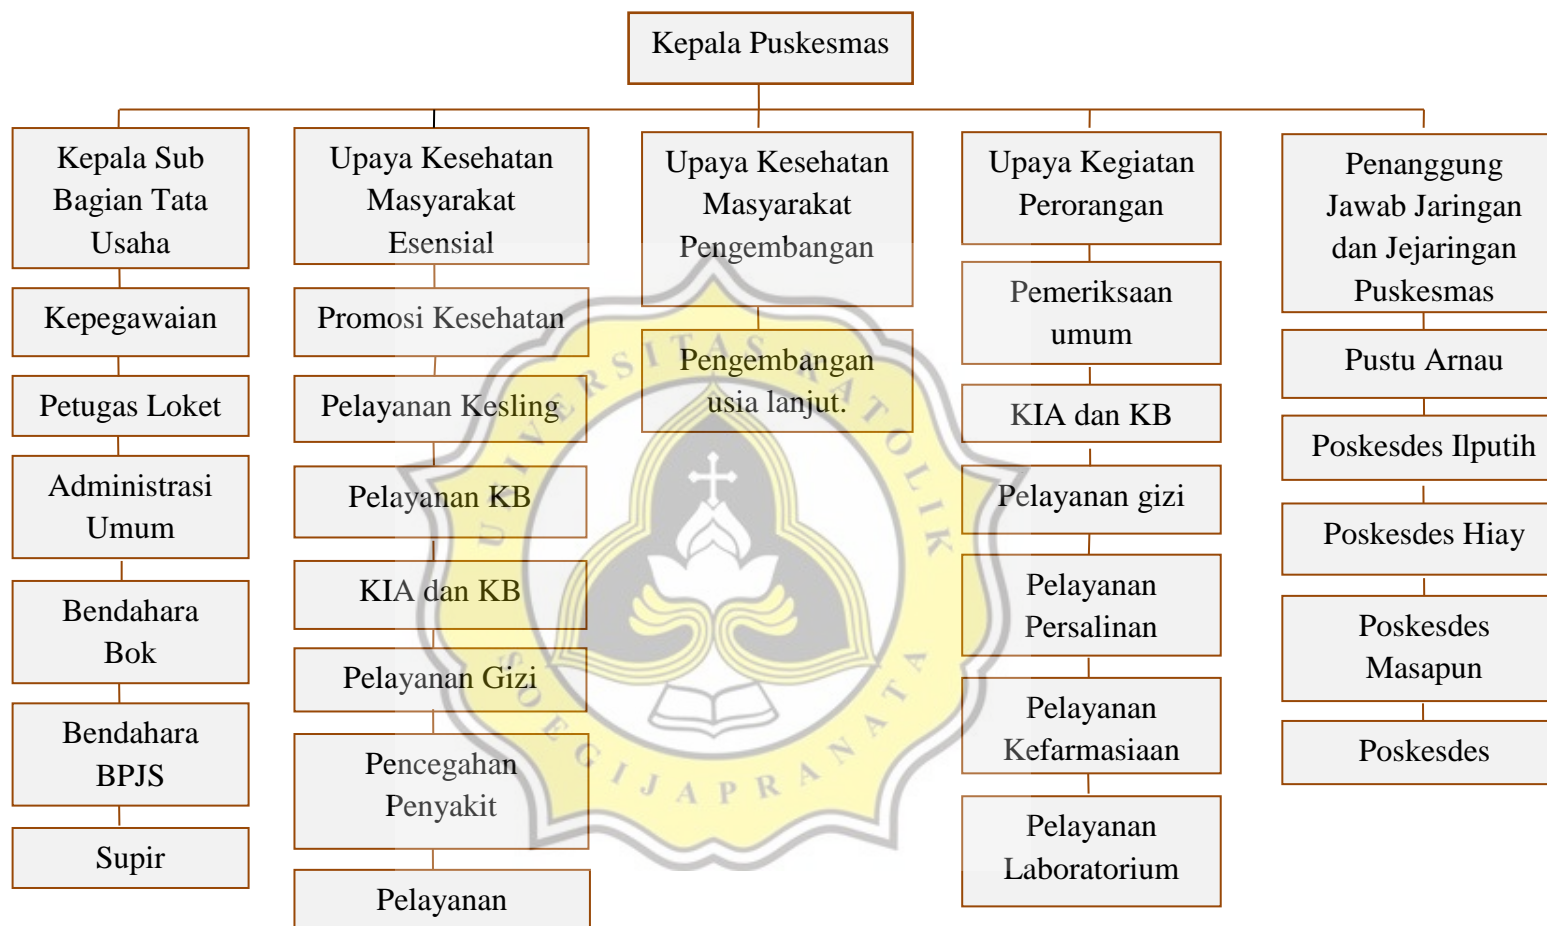 Kepala Puskesmas
Kepala Sub
Bagian Tata
Usaha
Kepegawaian
Petugas Loket
Administrasi
Umum
Bendahara
Bok
Bendahara
BPJS
Supir
Upaya Kesehatan
Masyarakat
Esensial
Promosi Kesehatan
Pelayanan Kesling
Pelayanan KB
KIA dan KB
Pelayanan Gizi
Pencegahan
Penyakit
Pelayanan
Upaya Kesehatan
Masyarakat
Pengembangan
Pengembangan
usia lanjut.
Upaya Kegiatan
Perorangan
Pemeriksaan
umum
KIA dan KB
Pelayanan gizi
Pelayanan
Persalinan
Pelayanan
Kefarmasiaan
Pelayanan
Laboratorium
Penanggung
Jawab Jaringan
dan Jejaringan
Puskesmas
Pustu Arnau
Poskesdes Ilputih
Poskesdes Hiay
Poskesdes
Masapun
Poskesdes
UNIVERSITAS KATOLIK
SOEGIJAPRANATA